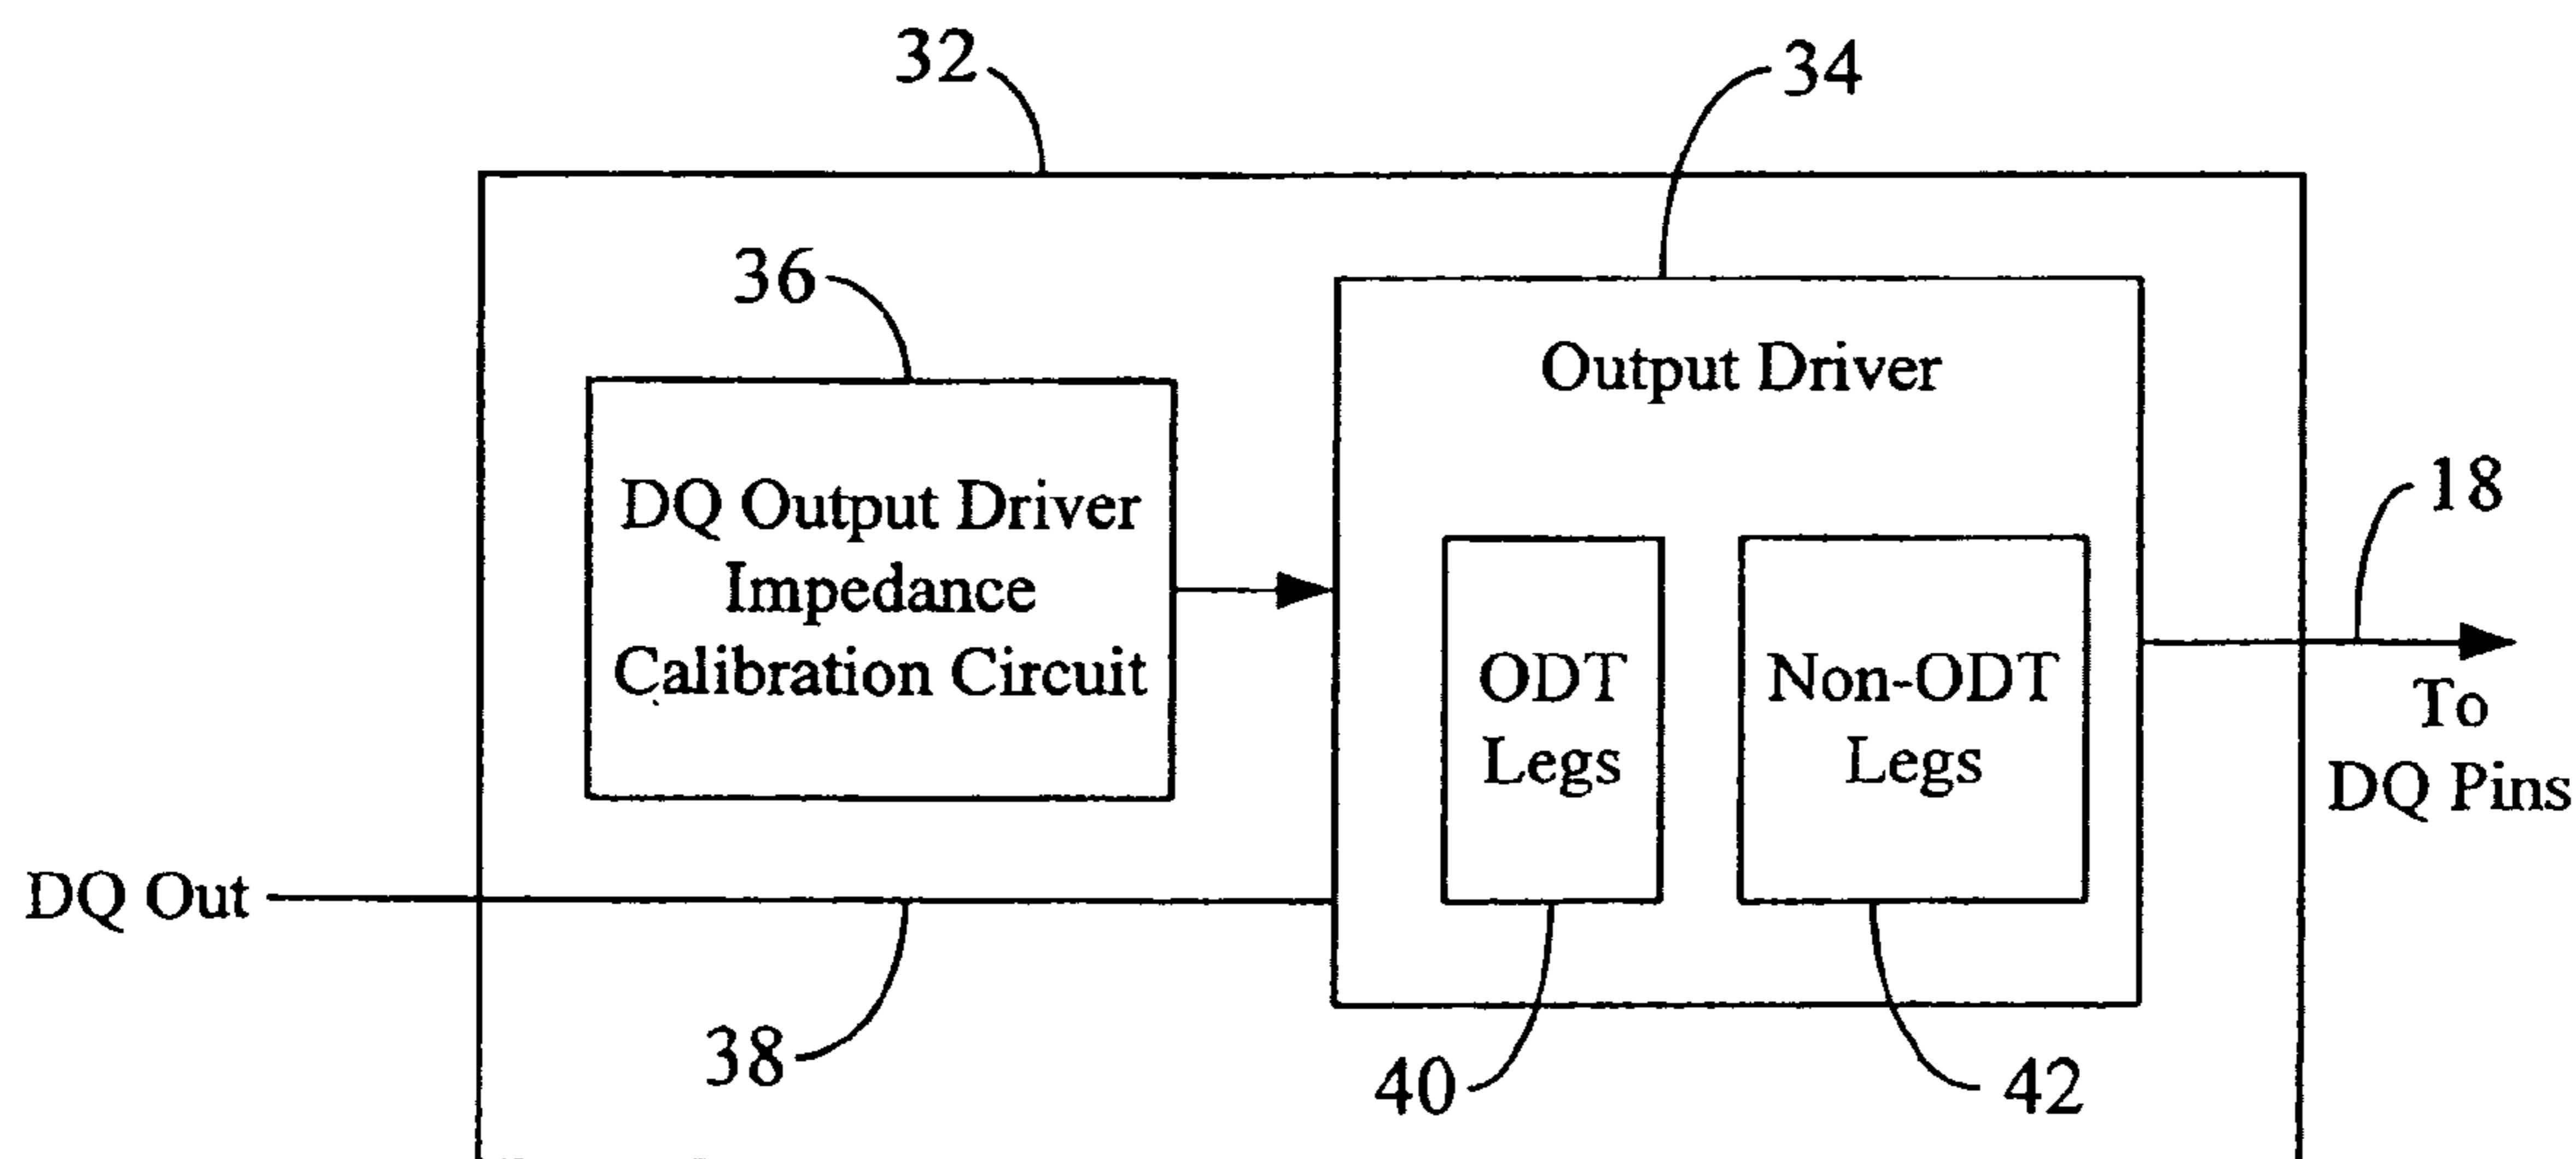 32
34
36
Output Driver
DQ Output Driver
Impedance
Calibration Circuit
18
ODT
Legs
Non-ODT
Legs
To
DQ Pins
DQ Out
38
40
42